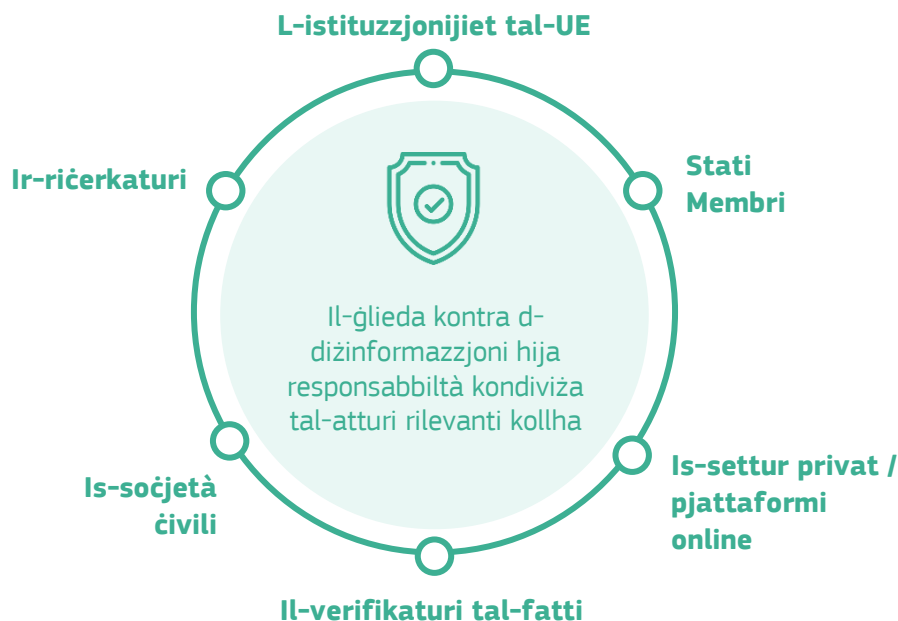 L-istituzzjonijiet tal-UE
Stati
Membri
Is-settur privat /
pjattaformi
online
Il-verifikaturi tal-fatti
Is-soċjetà
ċivili
Ir-riċerkaturi
Il-ġlieda kontra d-
diżinformazzjoni hija
responsabbiltà kondiviża
tal-atturi rilevanti kollha